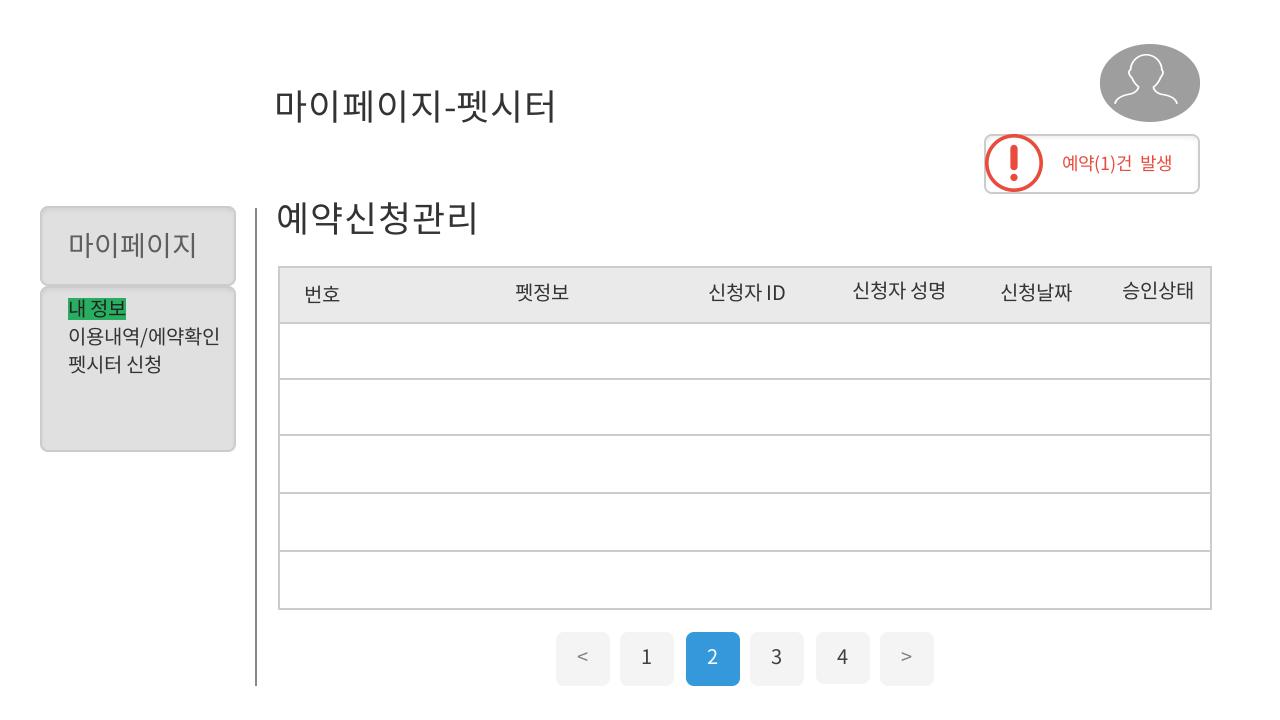 마이페이지-펫시터
예약(1)건 발생
예약신청관리
마이페이지
내 정보
이용내역/에약확인
펫시터 신청
번호 펫정보 신청자 ID 신청자 성명 신청날짜 승인상태
< 1 2 3 4 >